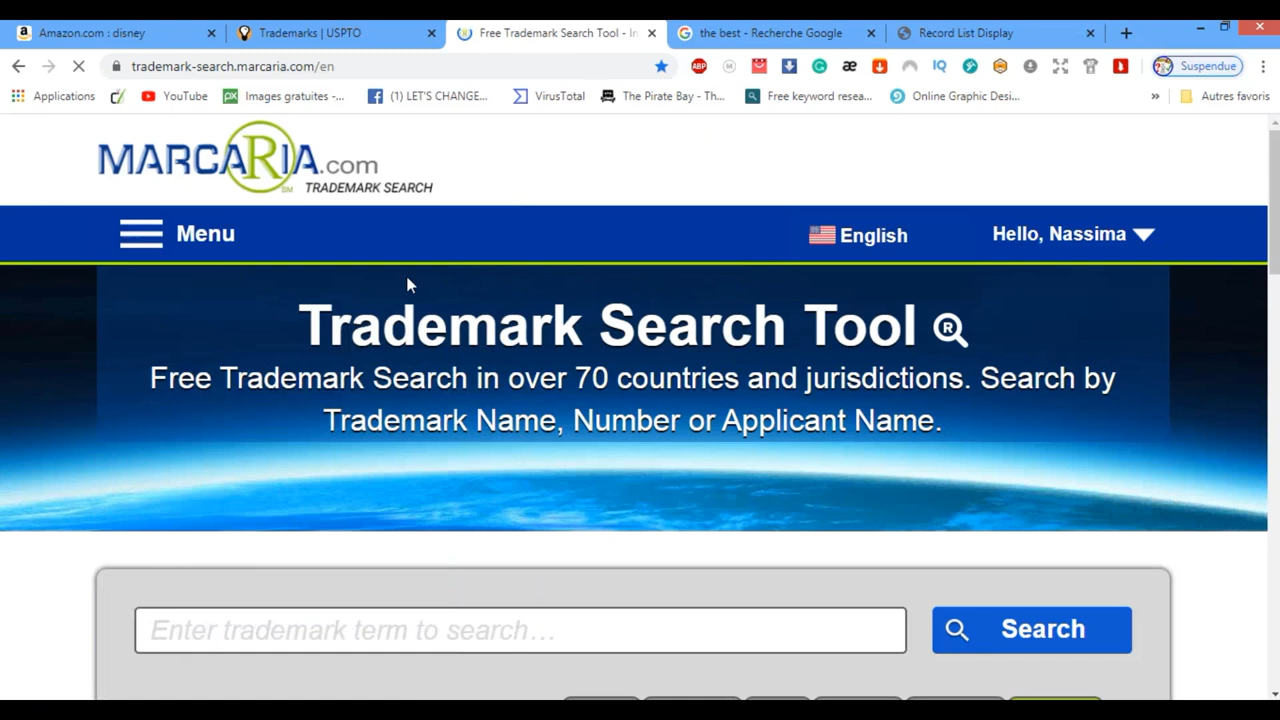 Amazon.com : disney
Trademarks | USPTO
Free Trademark Search Tool - In
the best - Recherche Google
Record List Display
trademark-search.marcaria.com/en
ABP
M
æ
IQ
Suspendue
Applications
YouTube
px
Images gratuites -...
(1) LET'S CHANGE...
VirusTotal
The Pirate Bay - Th...
Free keyword resea...
Online Graphic Desi...
»
Autres favoris
MARCARIA.com
SM
TRADEMARK SEARCH
Menu
English
Hello, Nassima
Trademark Search Tool
R
Free Trademark Search in over 70 countries and jurisdictions. Search by
Trademark Name, Number or Applicant Name.
Enter trademark term to search...
Search